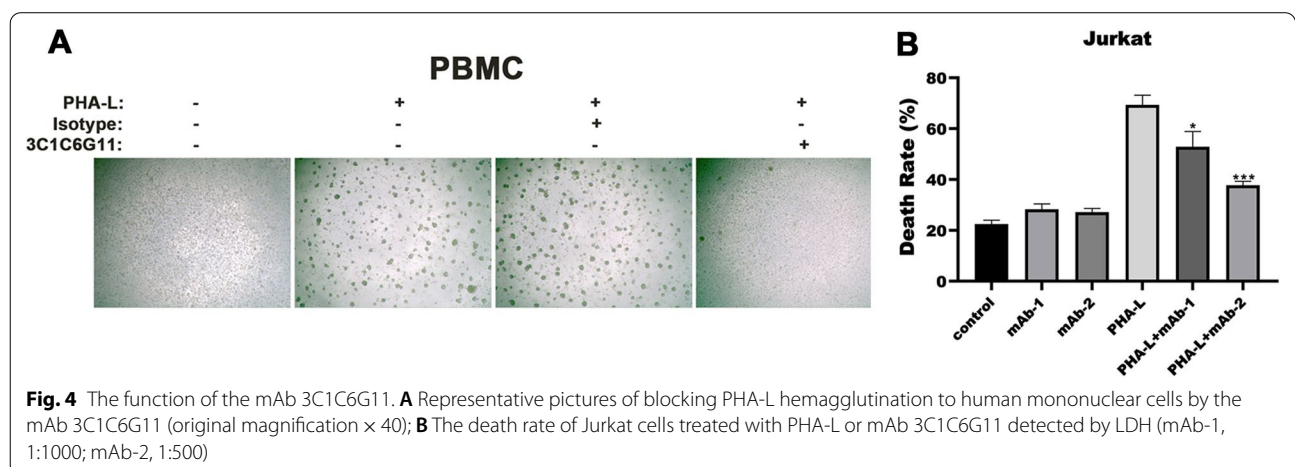 A
PBMC
PHA-L: - + + +
Isotype: - - + -
3C1C6G11: - - - +
B
Jurkat
Death Rate (%)
80
60
40
20
0
*
***
control
mAb-1
mAb-2
PHA-L
PHA-L+mAb-1
PHA-L+mAb-2
Fig. 4 The function of the mAb 3C1C6G11. A Representative pictures of blocking PHA-L hemagglutination to human mononuclear cells by the
mAb 3C1C6G11 (original magnification × 40); B The death rate of Jurkat cells treated with PHA-L or mAb 3C1C6G11 detected by LDH (mAb-1,
1:1000; mAb-2, 1:500)